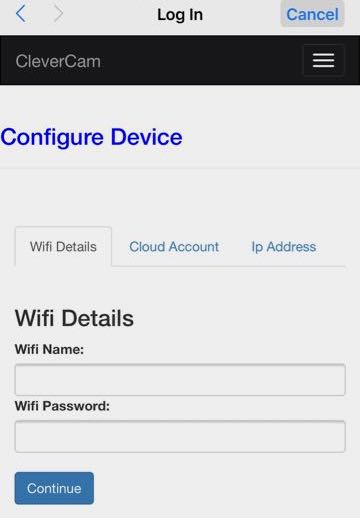 Log In
Cancel
CleverCam
Configure Device
Wifi Details
Cloud Account
Ip Address
Wifi Details
Wifi Name:
Wifi Password:
Continue